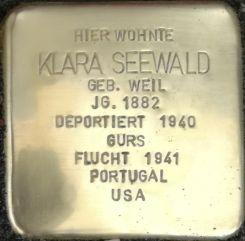 HIER WOHNTE
KLARA SEEWALD
GEB. WEIL
JG. 1882
DEPORTIERT 1940
GURS
FLUCHT 1941
PORTUGAL
USA